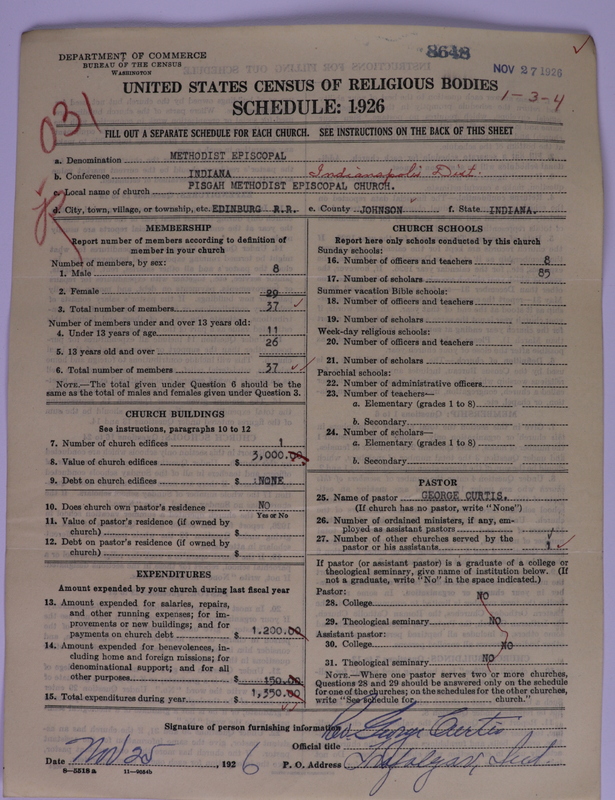 DEPARTMENT OF COMMERCE
BUREAU OF THE CENSUS
WASHINGTON
8648
NOV 27 1926
UNITED STATES CENSUS OF RELIGIOUS BODIES
SCHEDULE: 1926
1-3-4
031
FILL OUT A SEPARATE SCHEDULE FOR EACH CHURCH. SEE INSTRUCTIONS ON THE BACK OF THIS SHEET
a. Denomination METHODIST EPISCOPAL
b. Conference INDIANA Indianapolis Dist.
c. Local name of church PISGAH METHODIST EPISCOPAL CHURCH.
d. City, town, village, or township, etc. EDINBURG R.R. e. County JOHNSON f. State INDIANA.
MEMBERSHIP
Report number of members according to definition of member in your church
Number of members, by sex:
1. Male 8
2. Female 29
3. Total number of members 37
Number of members under and over 13 years old:
4. Under 13 years of age 11
5. 13 years old and over 26
6. Total number of members 37
NOTE.—The total given under Question 6 should be the same as the total of males and females given under Question 3.
CHURCH BUILDINGS
See instructions, paragraphs 10 to 12
7. Number of church edifices 1
8. Value of church edifices $ 3,000.00
9. Debt on church edifices $ NONE
10. Does church own pastor's residence NO
Yes or No
11. Value of pastor's residence (if owned by church) $
12. Debt on pastor's residence (if owned by church) $
EXPENDITURES
Amount expended by your church during last fiscal year
13. Amount expended for salaries, repairs, and other running expenses; for improvements or new buildings; and for payments on church debt $ 1.200.00
14. Amount expended for benevolences, including home and foreign missions; for denominational support; and for all other purposes $ 150.00
15. Total expenditures during year $ 1,350.00
CHURCH SCHOOLS
Report here only schools conducted by this church
Sunday schools:
16. Number of officers and teachers 8
17. Number of scholars 85
Summer vacation Bible schools:
18. Number of officers and teachers
19. Number of scholars
Week-day religious schools:
20. Number of officers and teachers
21. Number of scholars
Parochial schools:
22. Number of administrative officers
23. Number of teachers—
a. Elementary (grades 1 to 8)
b. Secondary
24. Number of scholars—
a. Elementary (grades 1 to 8)
b. Secondary
PASTOR
25. Name of pastor GEORGE CURTIS.
(If church has no pastor, write "None")
26. Number of ordained ministers, if any, employed as assistant pastors
27. Number of other churches served by the pastor or his assistants
If pastor (or assistant pastor) is a graduate of a college or theological seminary, give name of institution below. (If not a graduate, write "No" in the space indicated.)
Pastor:
28. College NO
29. Theological seminary NO
Assistant pastor:
30. College NO
31. Theological seminary NO
NOTE.—Where one pastor serves two or more churches, Questions 28 and 29 should be answered only on the schedule for one of the churches; on the schedules for the other churches, write "See schedule for church."
Signature of person furnishing information Rev. George Curtis
Official title
Date Nov 25, 1926 P. O. Address Trafalgar, Ind.
8—5518 a 11—9554b